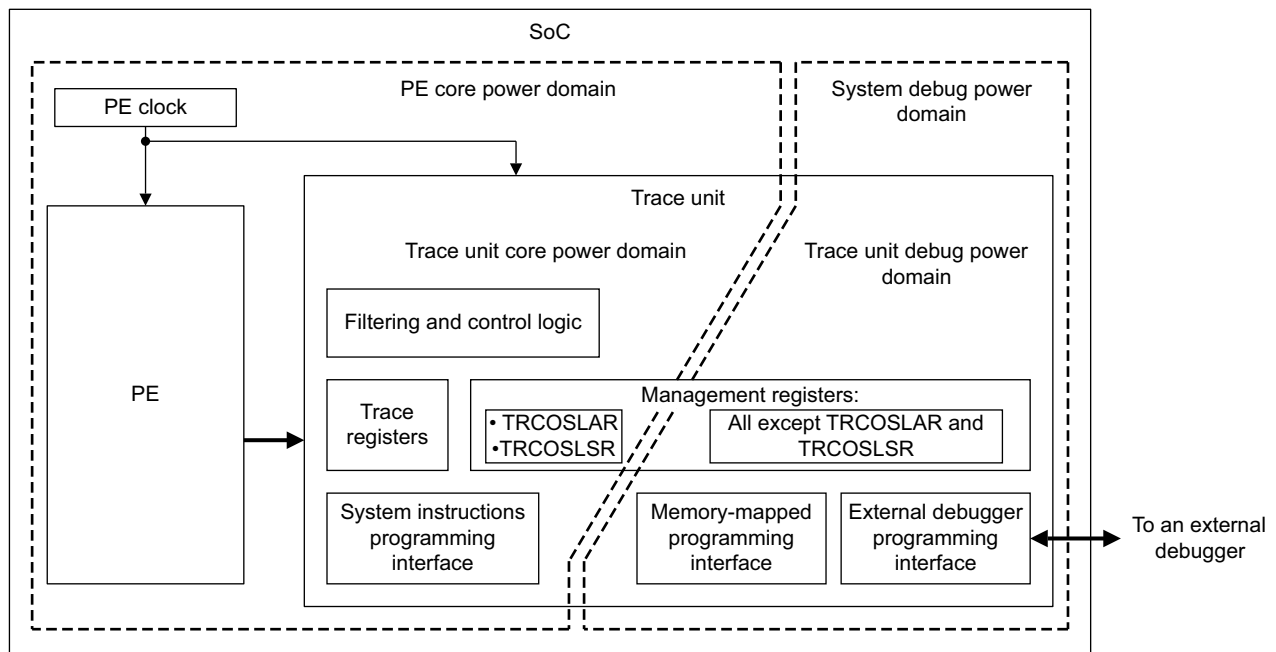 SoC
PE core power domain
System debug power
domain
PE clock
Trace unit
Trace unit core power domain
Trace unit debug power
domain
Filtering and control logic
PE
Trace
registers
Management registers:
• TRCOSLAR
•TRCOSLSR
All except TRCOSLAR and
TRCOSLSR
System instructions
programming
interface
Memory-mapped
programming
interface
External debugger
programming
interface
To an external
debugger